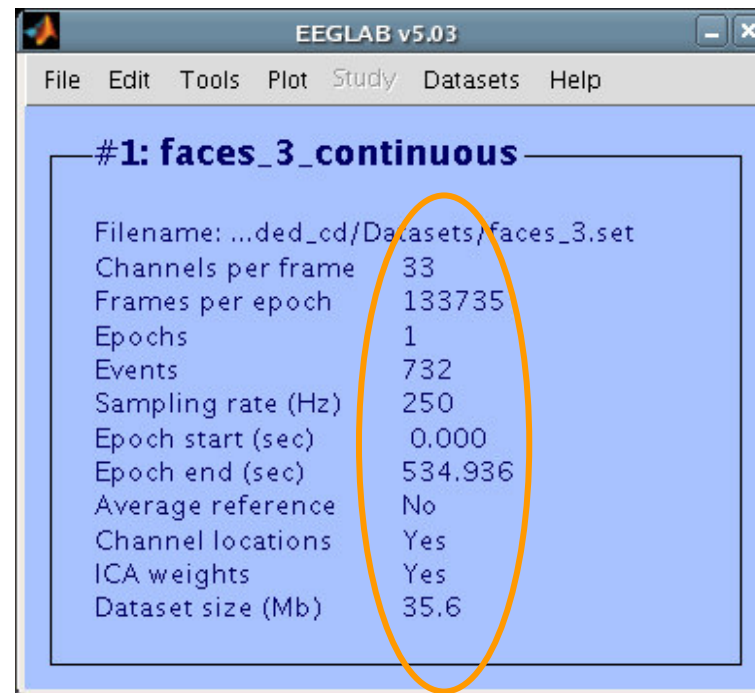 EEGLAB v5.03
File Edit Tools Plot Study Datasets Help
#1: faces_3_continuous
Filename: ...ded_cd/Datasets/faces_3.set
Channels per frame 33
Frames per epoch 133735
Epochs 1
Events 732
Sampling rate (Hz) 250
Epoch start (sec) 0.000
Epoch end (sec) 534.936
Average reference No
Channel locations Yes
ICA weights Yes
Dataset size (Mb) 35.6